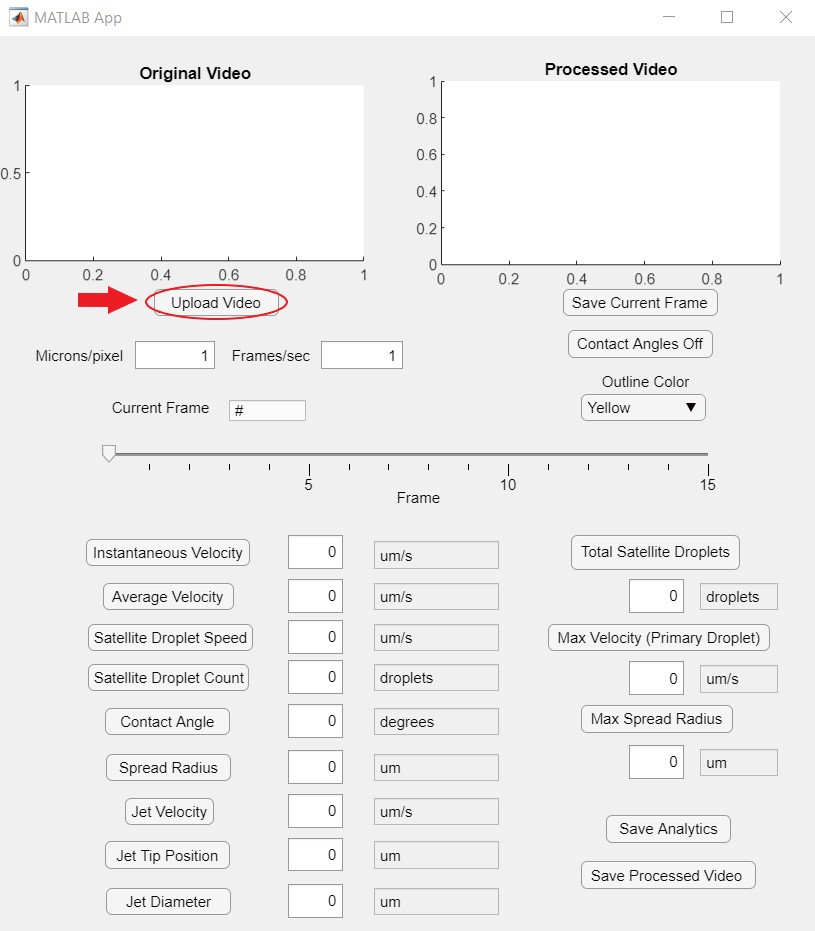 MATLAB App
Original Video
1
0.5
0
0 0.2 0.4 0.6 0.8 1
Processed Video
1
0.8
0.6
0.4
0.2
0
0 0.2 0.4 0.6 0.8 1
Upload Video
Save Current Frame
Microns/pixel 1 Frames/sec 1
Contact Angles Off
Outline Color
Current Frame #
Yellow
5 10 15
Frame
Instantaneous Velocity 0 um/s
Average Velocity 0 um/s
Satellite Droplet Speed 0 um/s
Satellite Droplet Count 0 droplets
Contact Angle 0 degrees
Spread Radius 0 um
Jet Velocity 0 um/s
Jet Tip Position 0 um
Jet Diameter 0 um
Total Satellite Droplets
0 droplets
Max Velocity (Primary Droplet)
0 um/s
Max Spread Radius
0 um
Save Analytics
Save Processed Video